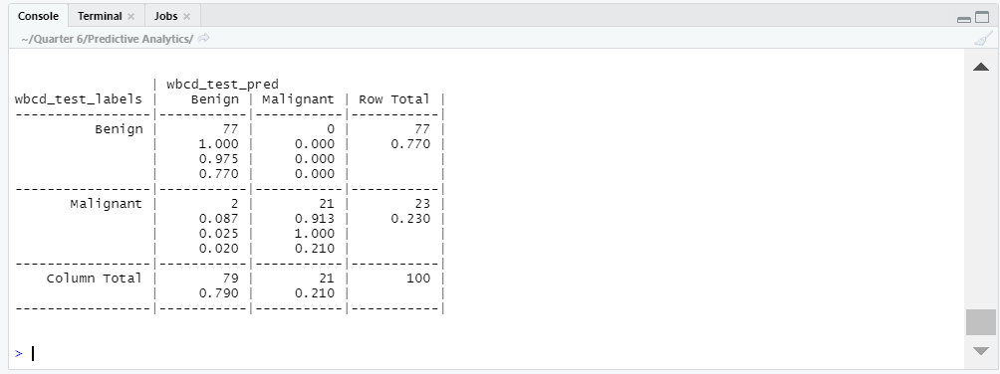 Console  Terminal ×  Jobs ×
~/Quarter 6/Predictive Analytics/
                  | wbcd_test_pred
wbcd_test_labels  |    Benign | Malignant | Row Total |
------------------|-----------|-----------|-----------|
           Benign |        77 |         0 |        77 |
                  |     1.000 |     0.000 |     0.770 |
                  |     0.975 |     0.000 |           |
                  |     0.770 |     0.000 |           |
------------------|-----------|-----------|-----------|
        Malignant |         2 |        21 |        23 |
                  |     0.087 |     0.913 |     0.230 |
                  |     0.025 |     1.000 |           |
                  |     0.020 |     0.210 |           |
------------------|-----------|-----------|-----------|
     Column Total |        79 |        21 |       100 |
                  |     0.790 |     0.210 |           |
------------------|-----------|-----------|-----------|
>